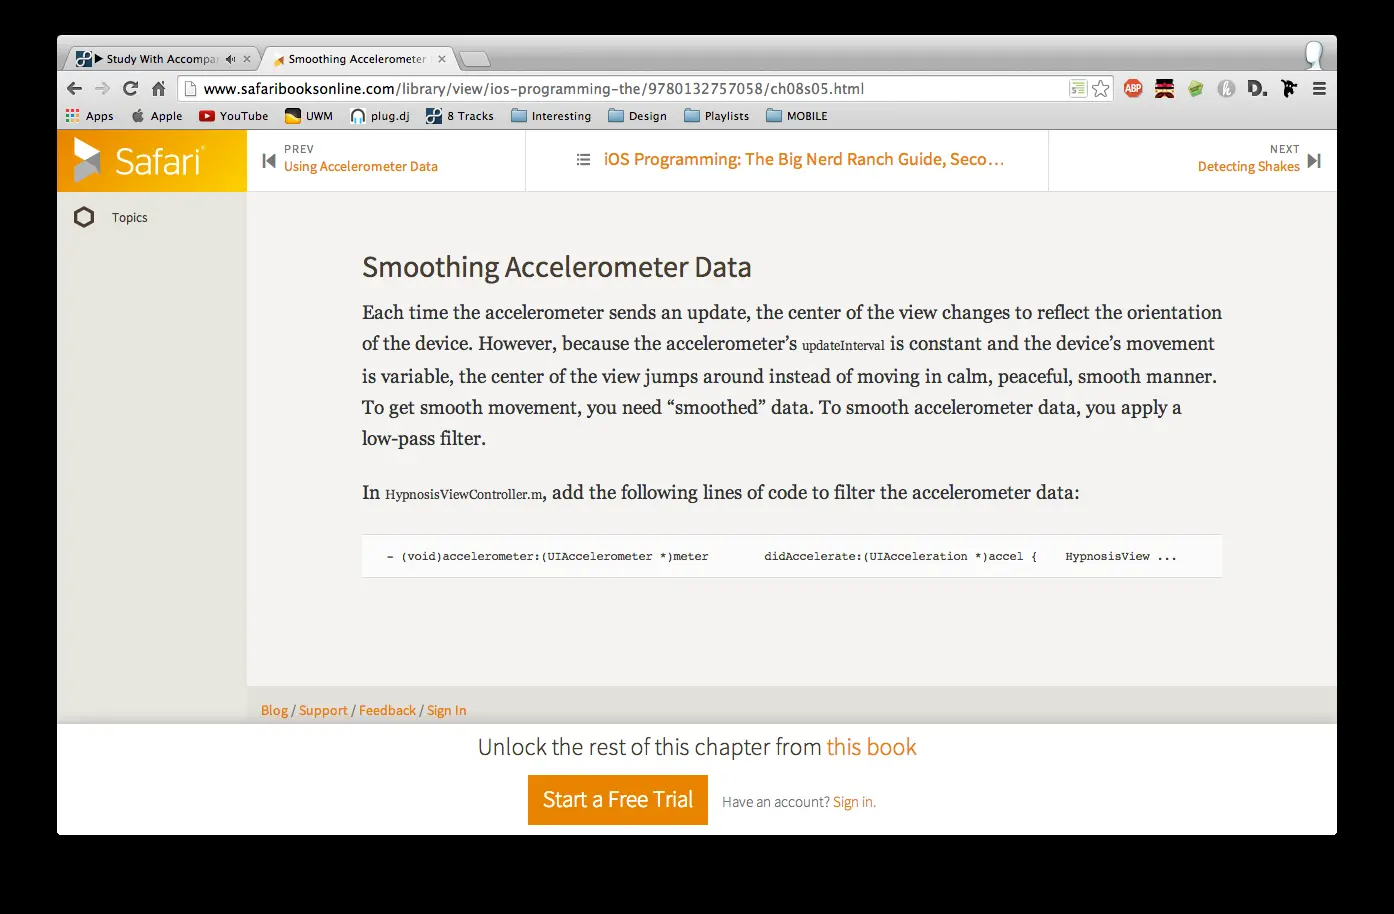 Study With Accompa
Smoothing Accelerometer
www.safaribooksonline.com/library/view/ios-programming-the/9780132757058/ch08s05.html
ABP
h
D.
Apps Apple YouTube UWM plug.dj 8 Tracks Interesting Design Playlists MOBILE
Safari
PREV
Using Accelerometer Data
iOS Programming: The Big Nerd Ranch Guide, Seco…
NEXT
Detecting Shakes
Topics
Smoothing Accelerometer Data
Each time the accelerometer sends an update, the center of the view changes to reflect the orientation
of the device. However, because the accelerometer’s updateInterval is constant and the device’s movement
is variable, the center of the view jumps around instead of moving in calm, peaceful, smooth manner.
To get smooth movement, you need “smoothed” data. To smooth accelerometer data, you apply a
low-pass filter.
In HypnosisViewController.m, add the following lines of code to filter the accelerometer data:
- (void)accelerometer:(UIAccelerometer *)meter didAccelerate:(UIAcceleration *)accel { HypnosisView ...
Blog / Support / Feedback / Sign In
Unlock the rest of this chapter from this book
Start a Free Trial
Have an account? Sign in.